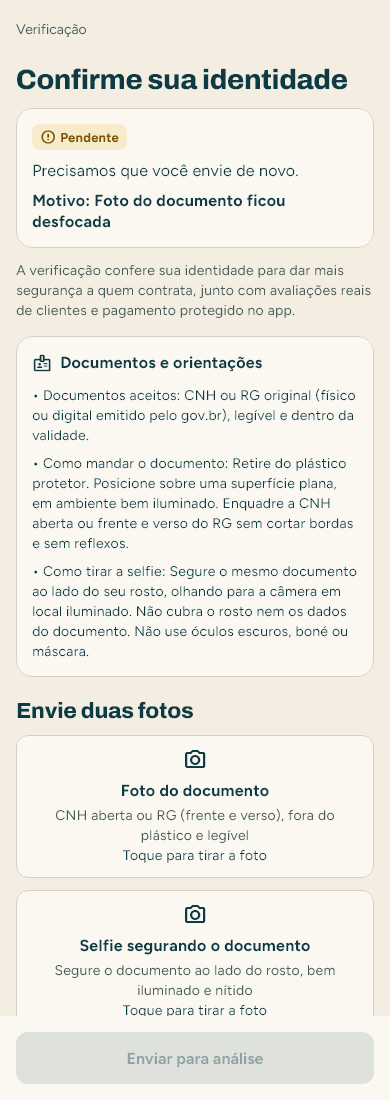 Verificação
Confirme sua identidade
Pendente
Precisamos que você envie de novo.
Motivo: Foto do documento ficou
desfocada
A verificação confere sua identidade para dar mais
segurança a quem contrata, junto com avaliações reais
de clientes e pagamento protegido no app.
Documentos e orientações
• Documentos aceitos: CNH ou RG original (físico
ou digital emitido pelo gov.br), legível e dentro da
validade.
• Como mandar o documento: Retire do plástico
protetor. Posicione sobre uma superfície plana,
em ambiente bem iluminado. Enquadre a CNH
aberta ou frente e verso do RG sem cortar bordas
e sem reflexos.
• Como tirar a selfie: Segure o mesmo documento
ao lado do seu rosto, olhando para a câmera em
local iluminado. Não cubra o rosto nem os dados
do documento. Não use óculos escuros, boné ou
máscara.
Envie duas fotos
Foto do documento
CNH aberta ou RG (frente e verso), fora do
plástico e legível
Toque para tirar a foto
Selfie segurando o documento
Segure o documento ao lado do rosto, bem
iluminado e nítido
Toque para tirar a foto
Enviar para análise